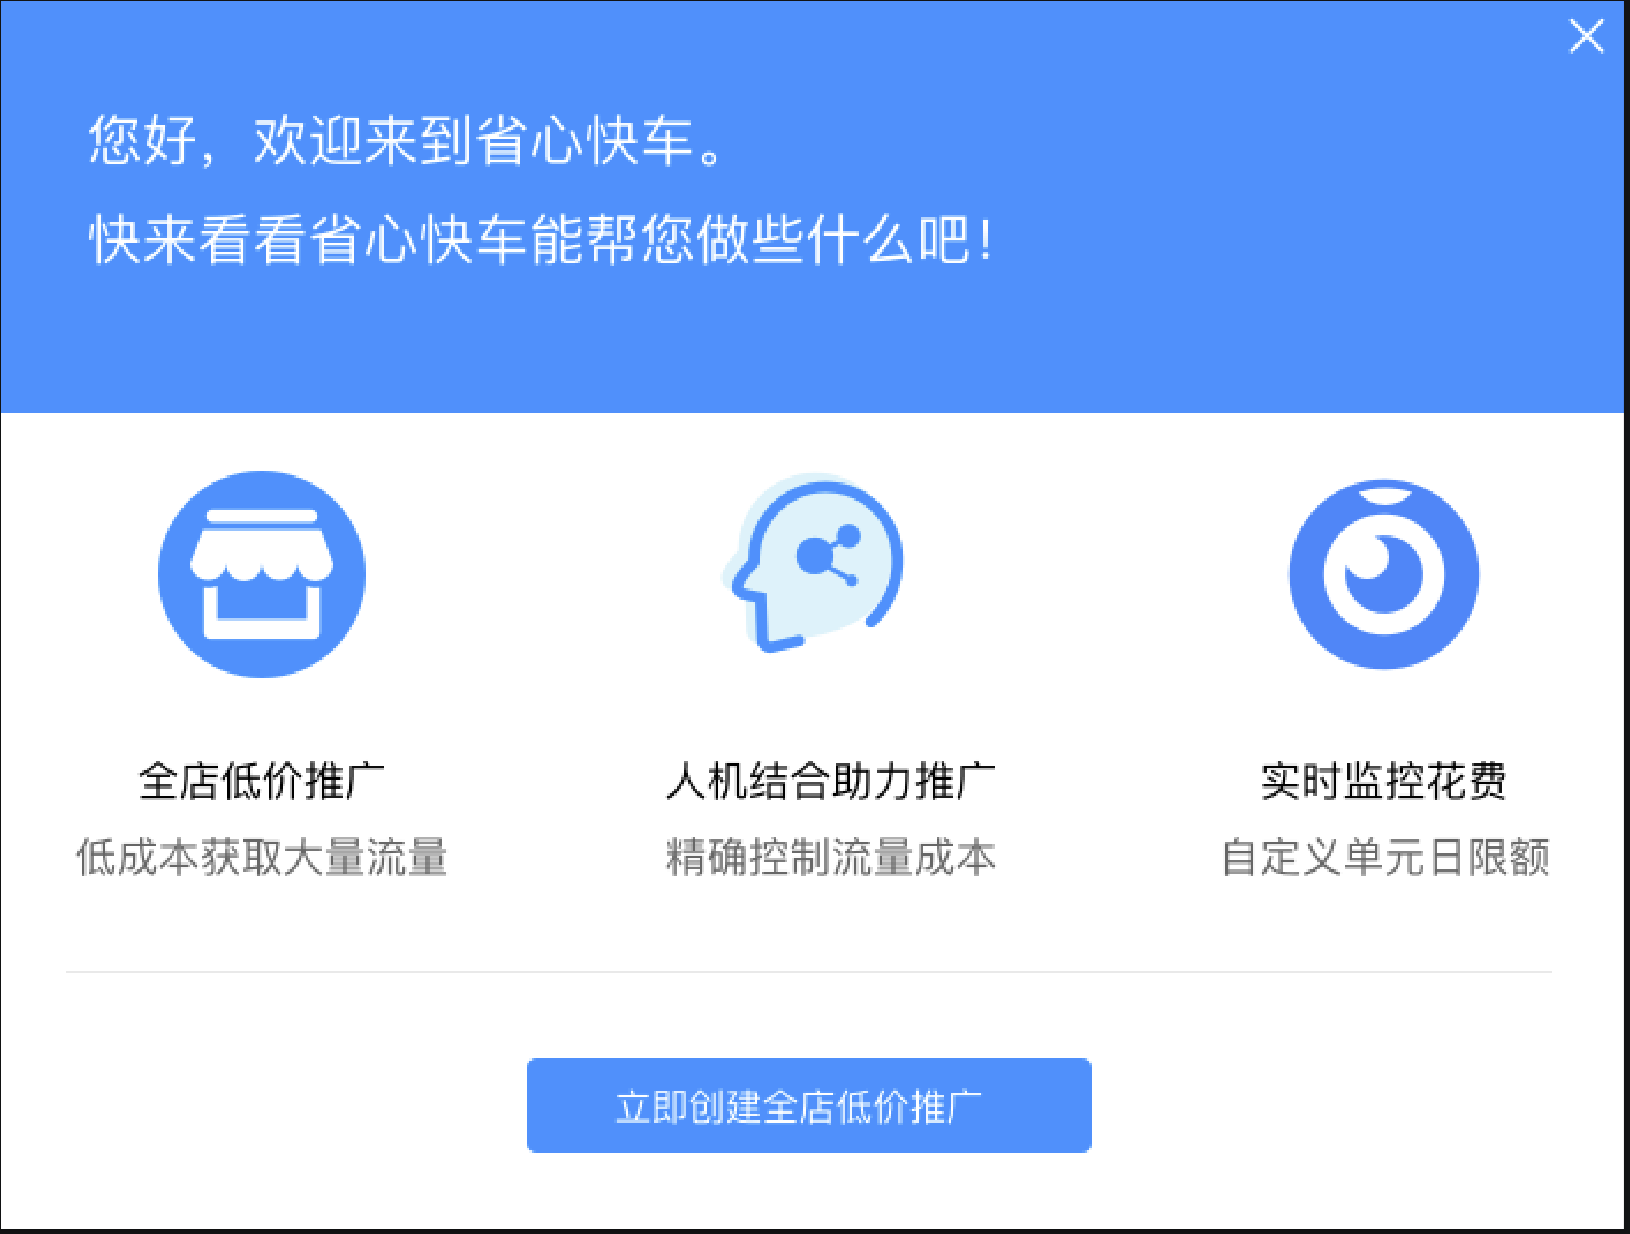 您好，欢迎来到省心快车。
快来看看省心快车能帮您做些什么吧！
全店低价推广
人机结合助力推广
实时监控花费
低成本获取大量流量
精确控制流量成本
自定义单元日限额
立即创建全店低价推广